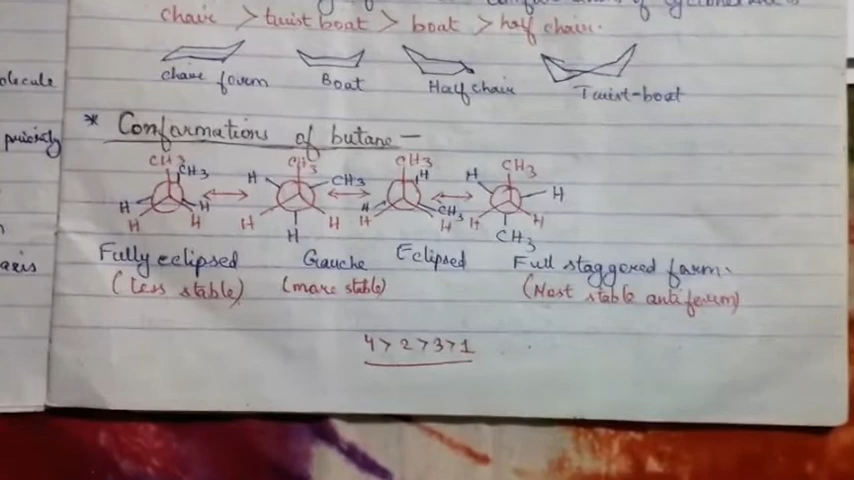 chair > twist boat > boat > half chair.
chair form Boat Half chair Twist-boat
olecule
* Conformations of butane —
CH3 CH3 H H H H
CH3 H CH3 H H H
CH3 H H H CH3 H
CH3 H H H H CH3
Fully eclipsed Gauche Eclipsed Full staggered form.
axis
(less stable) (more stable) (Most stable anti form)
4 > 2 > 3 > 1